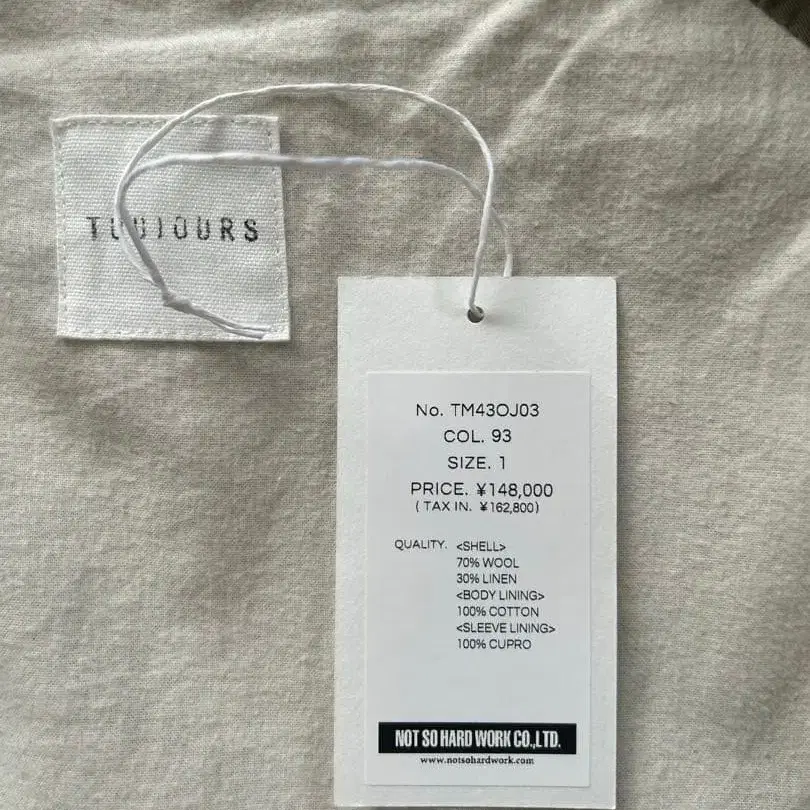 TOUJOURS
No. TM43OJ03
COL. 93
SIZE. 1
PRICE. ¥148,000
( TAX IN. ¥162,800)
QUALITY. <SHELL>
70% WOOL
30% LINEN
<BODY LINING>
100% COTTON
<SLEEVE LINING>
100% CUPRO
NOT SO HARD WORK CO.,LTD.
www.notsohardwork.com